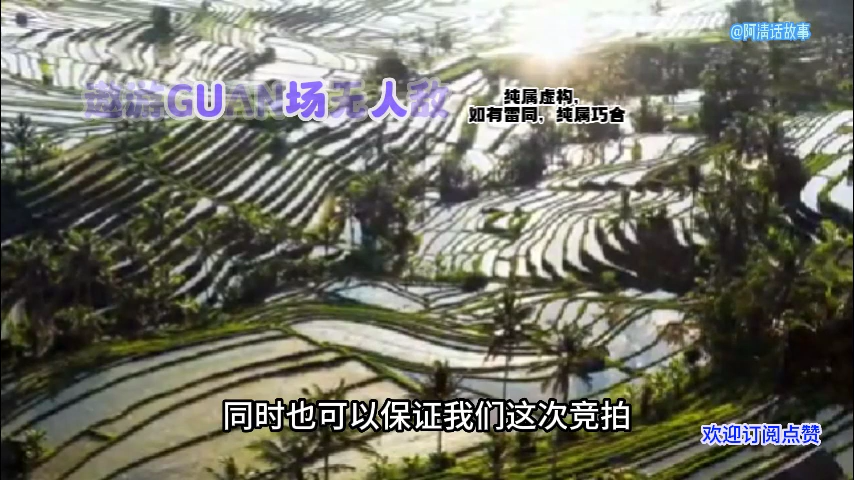 @阿清话故事
遨游GUAN场无人敌
纯属虚构，
如有雷同，纯属巧合
同时也可以保证我们这次竞拍
欢迎订阅点赞